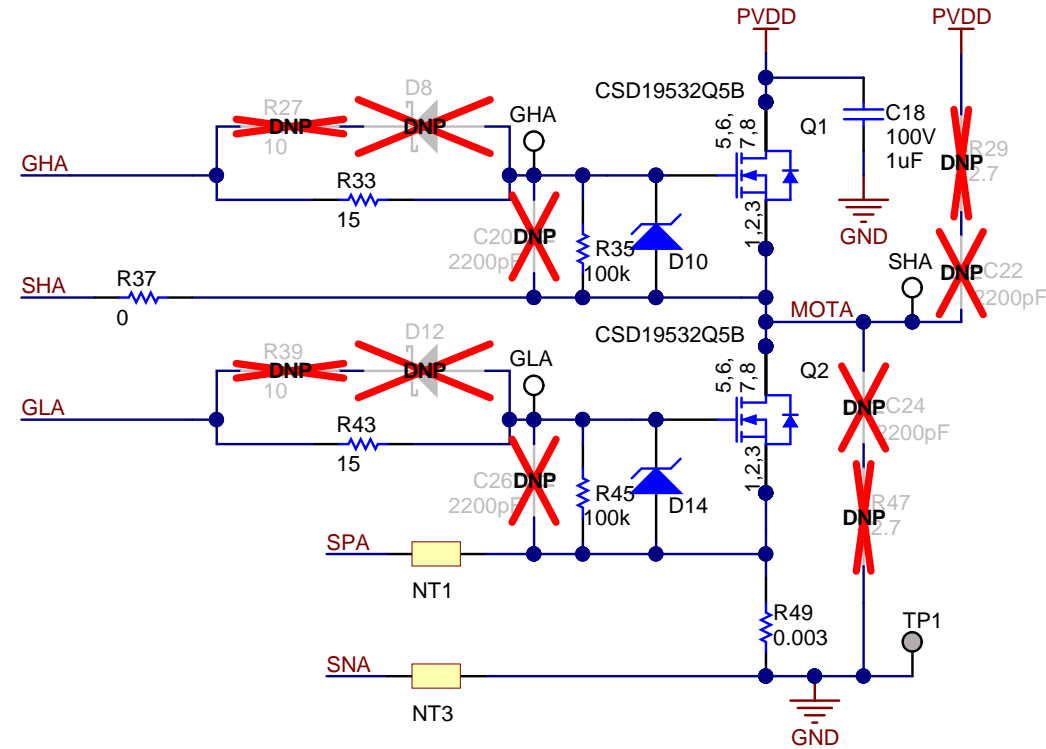 PVDD
PVDD
CSD19532Q5B
R27
DNP
10
D8
DNP
GHA
5,6,
7,8
Q1
C18
100V
1uF
DNP
R29
2.7
GHA
R33
15
1,2,3
GND
C20
DNP
2200pF
R35
100k
D10
SHA
DNP
C22
2200pF
SHA
R37
0
MOTA
CSD19532Q5B
R39
DNP
10
D12
DNP
GLA
5,6,
7,8
Q2
DNP
C24
2200pF
GLA
R43
15
1,2,3
C26
DNP
2200pF
R45
100k
D14
DNP
R47
2.7
SPA
NT1
R49
0.003
TP1
SNA
NT3
GND